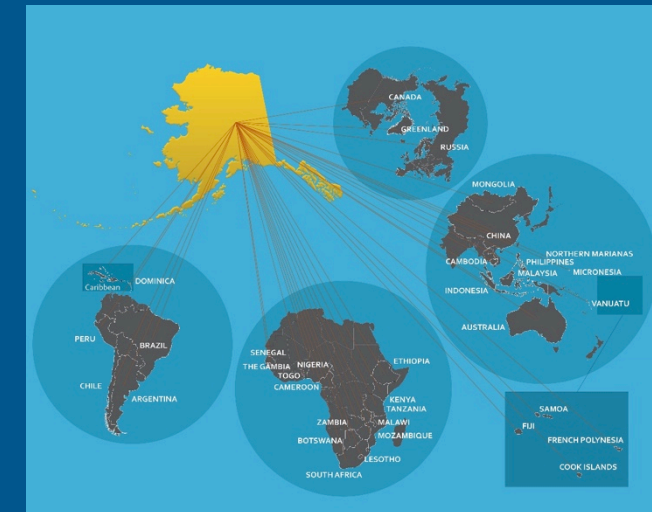 CANADA
GREENLAND
RUSSIA
MONGOLIA
CHINA
NORTHERN MARIANAS
CAMBODIA
PHILIPPINES
MALAYSIA
MICRONESIA
INDONESIA
VANUATU
AUSTRALIA
DOMINICA
Caribbean
PERU
BRAZIL
CHILE
ARGENTINA
SENEGAL
THE GAMBIA
NIGERIA
TOGO
CAMEROON
ETHIOPIA
KENYA
TANZANIA
ZAMBIA
MALAWI
BOTSWANA
MOZAMBIQUE
LESOTHO
SOUTH AFRICA
SAMOA
FIJI
FRENCH POLYNESIA
COOK ISLANDS